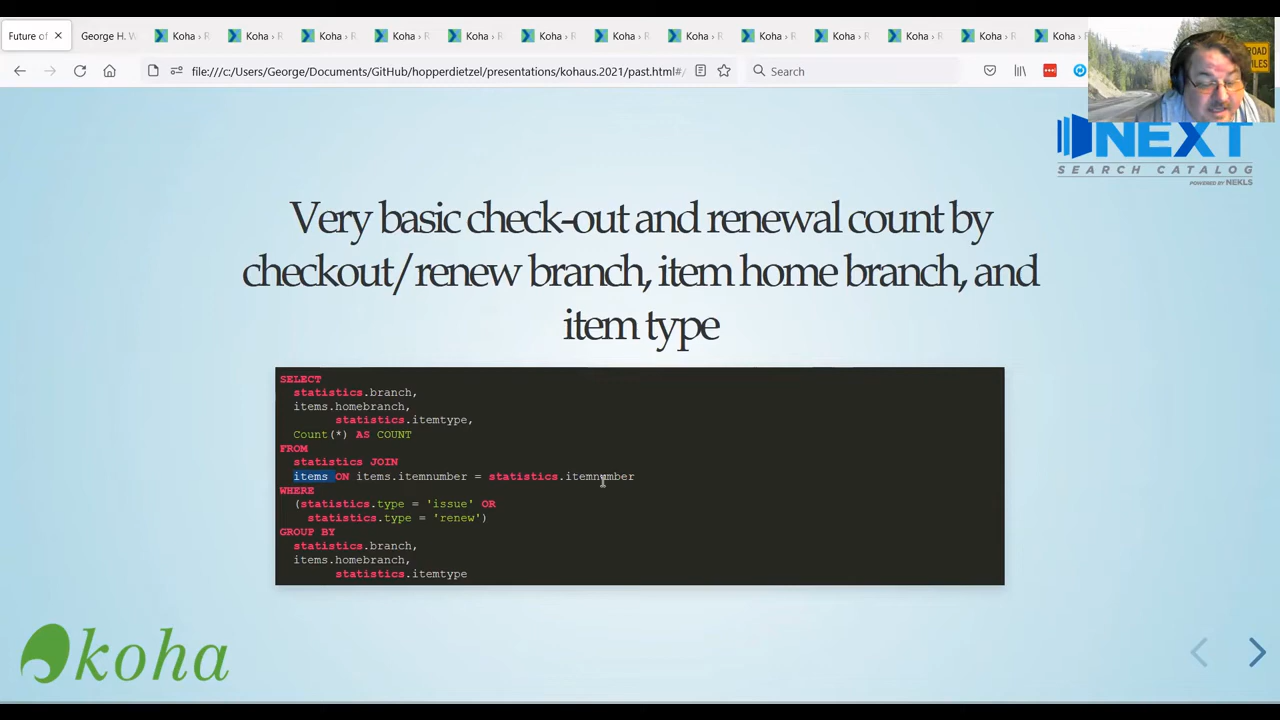 Future of
George H. W
Koha › R
Koha › R
Koha › R
Koha › R
Koha › R
Koha › R
Koha › R
Koha › R
Koha › R
Koha › R
Koha › R
Koha › R
Koha › R
file:///c:/Users/George/Documents/GitHub/hopperdietzel/presentation.kohaus.2021/past.html#/
Search
ROAD
MILES
NEXT
SEARCH CATALOG
POWERED BY NEKLS
Very basic check-out and renewal count by
checkout/renew branch, item home branch, and
item type
SELECT
statistics.branch,
items.homebranch,
statistics.itemtype,
Count(*) AS COUNT
FROM
statistics JOIN
items ON items.itemnumber = statistics.itemnumber
WHERE
(statistics.type = 'issue' OR
statistics.type = 'renew')
GROUP BY
statistics.branch,
items.homebranch,
statistics.itemtype
koha